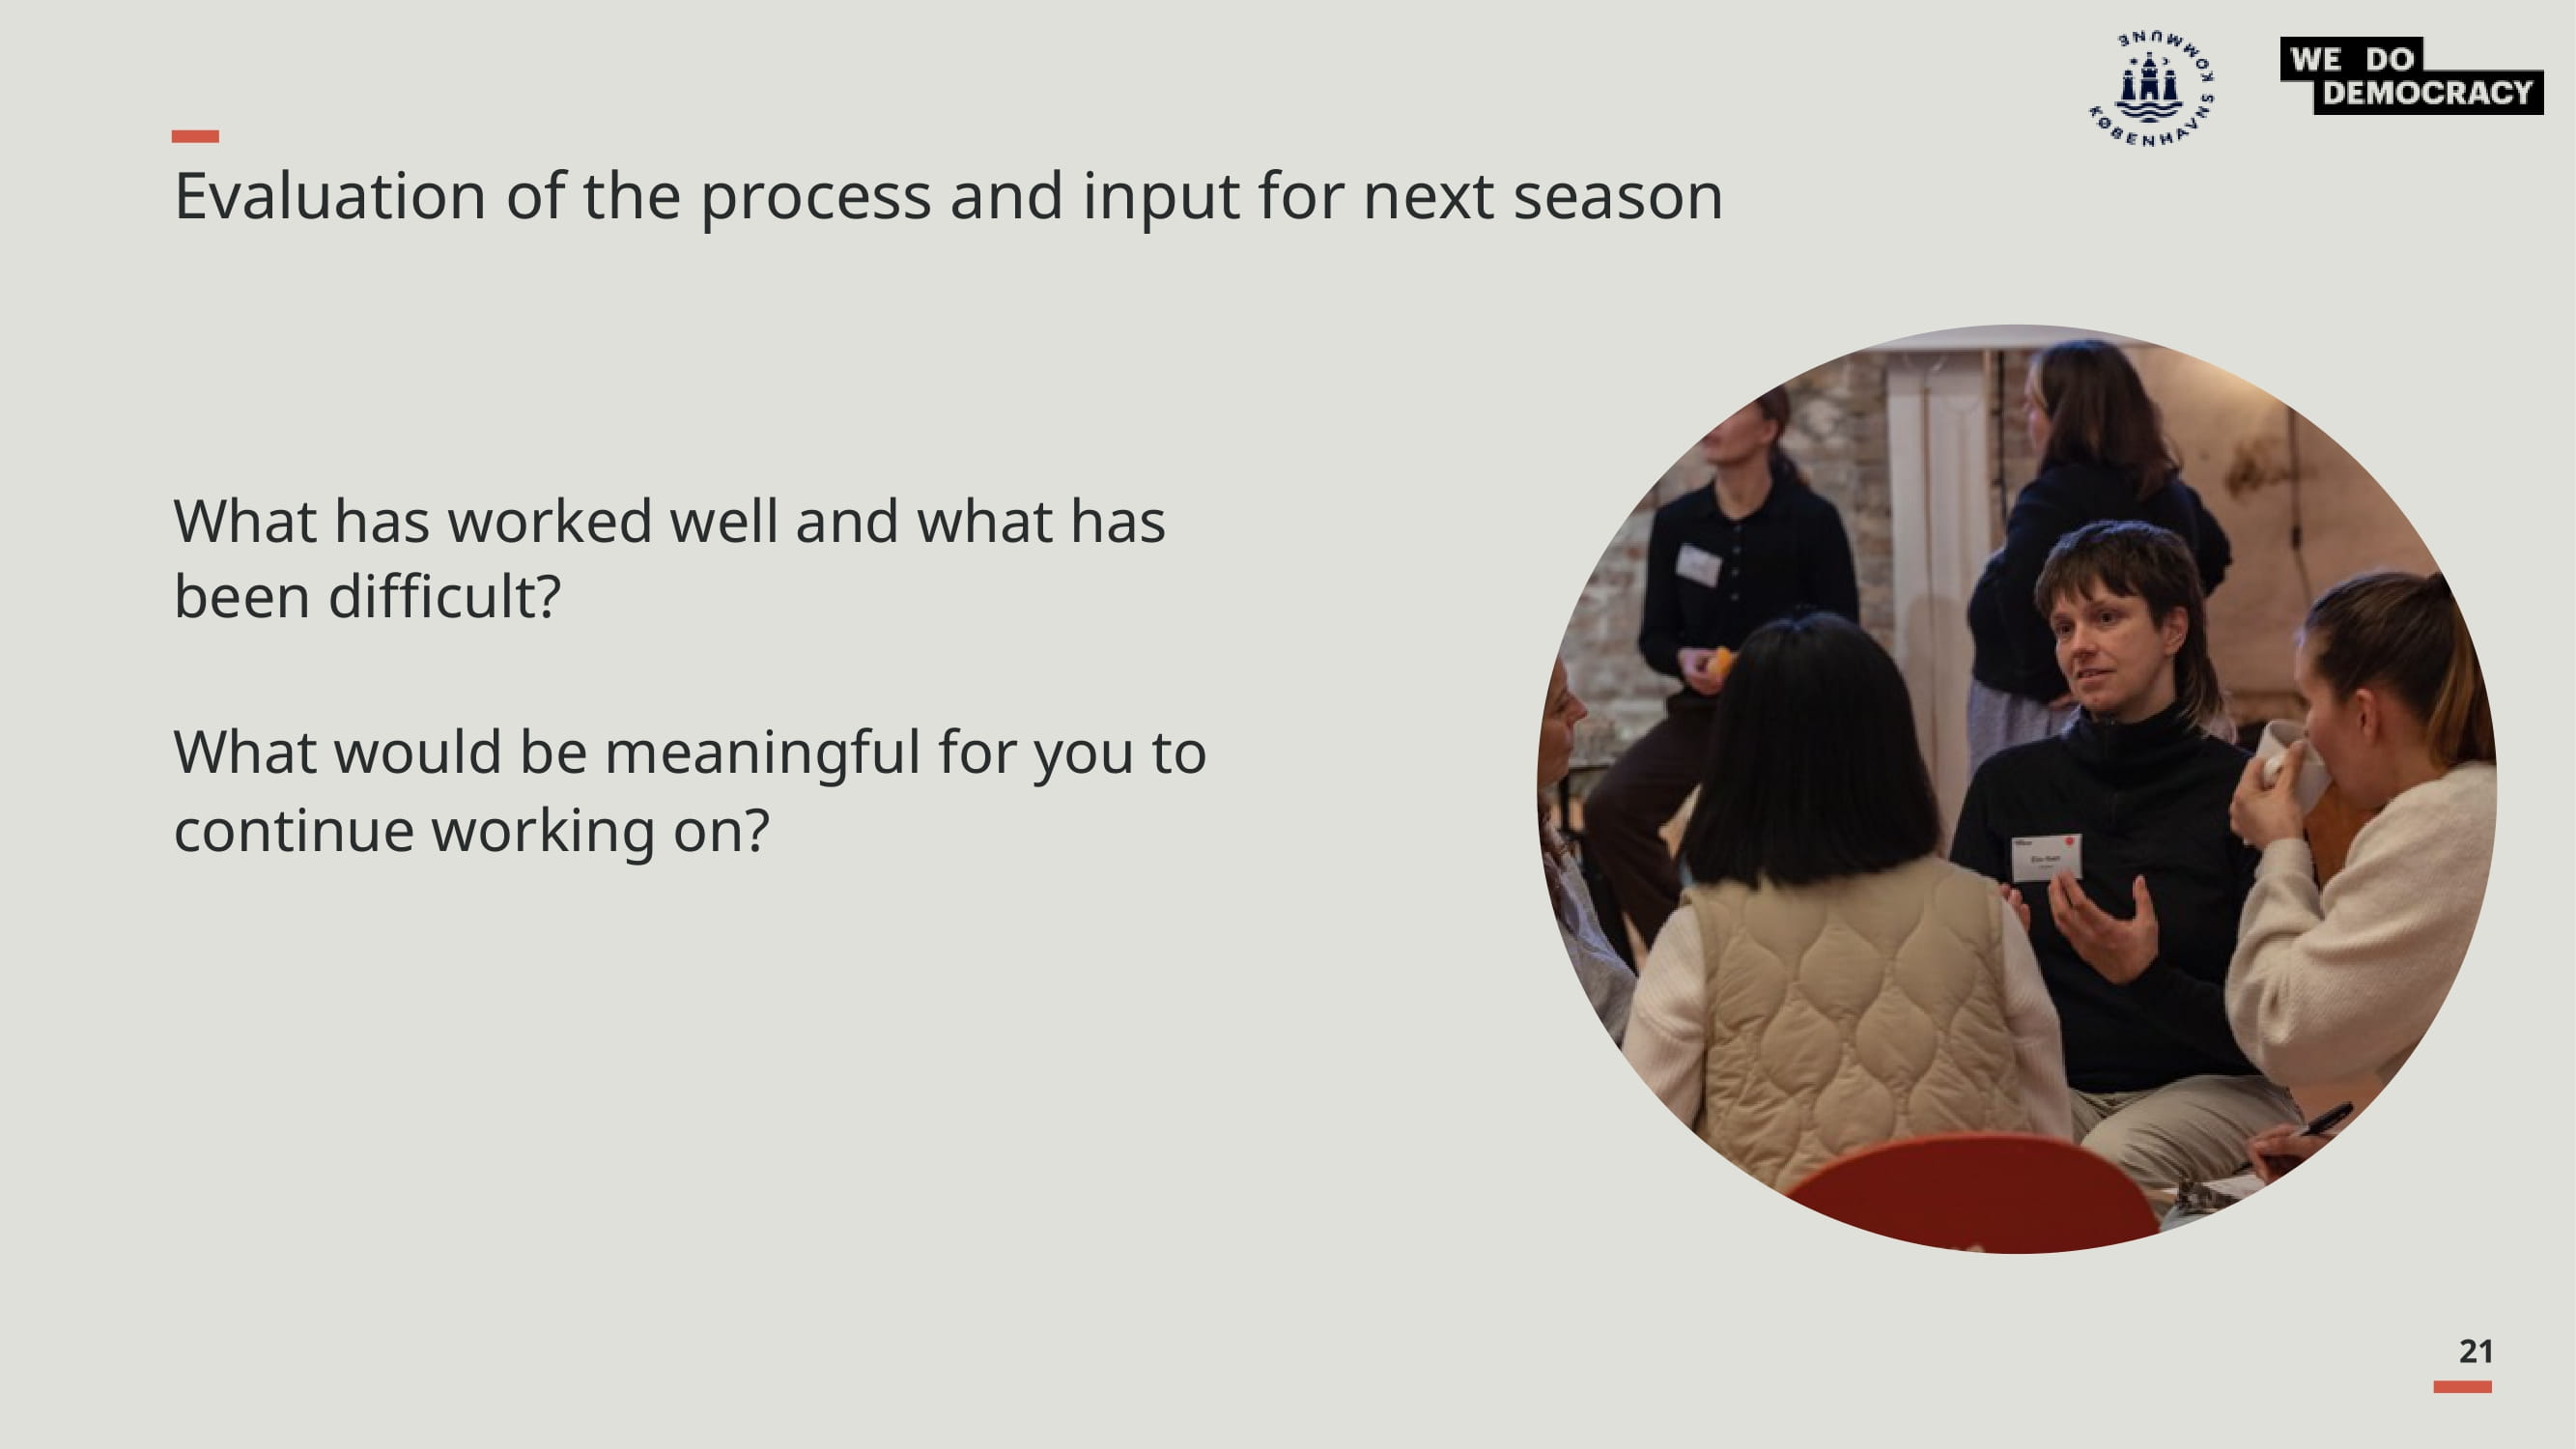 KØBENHAVNS KOMMUNE
WE DO
DEMOCRACY
Evaluation of the process and input for next season
What has worked well and what has
been difficult?
What would be meaningful for you to
continue working on?
21